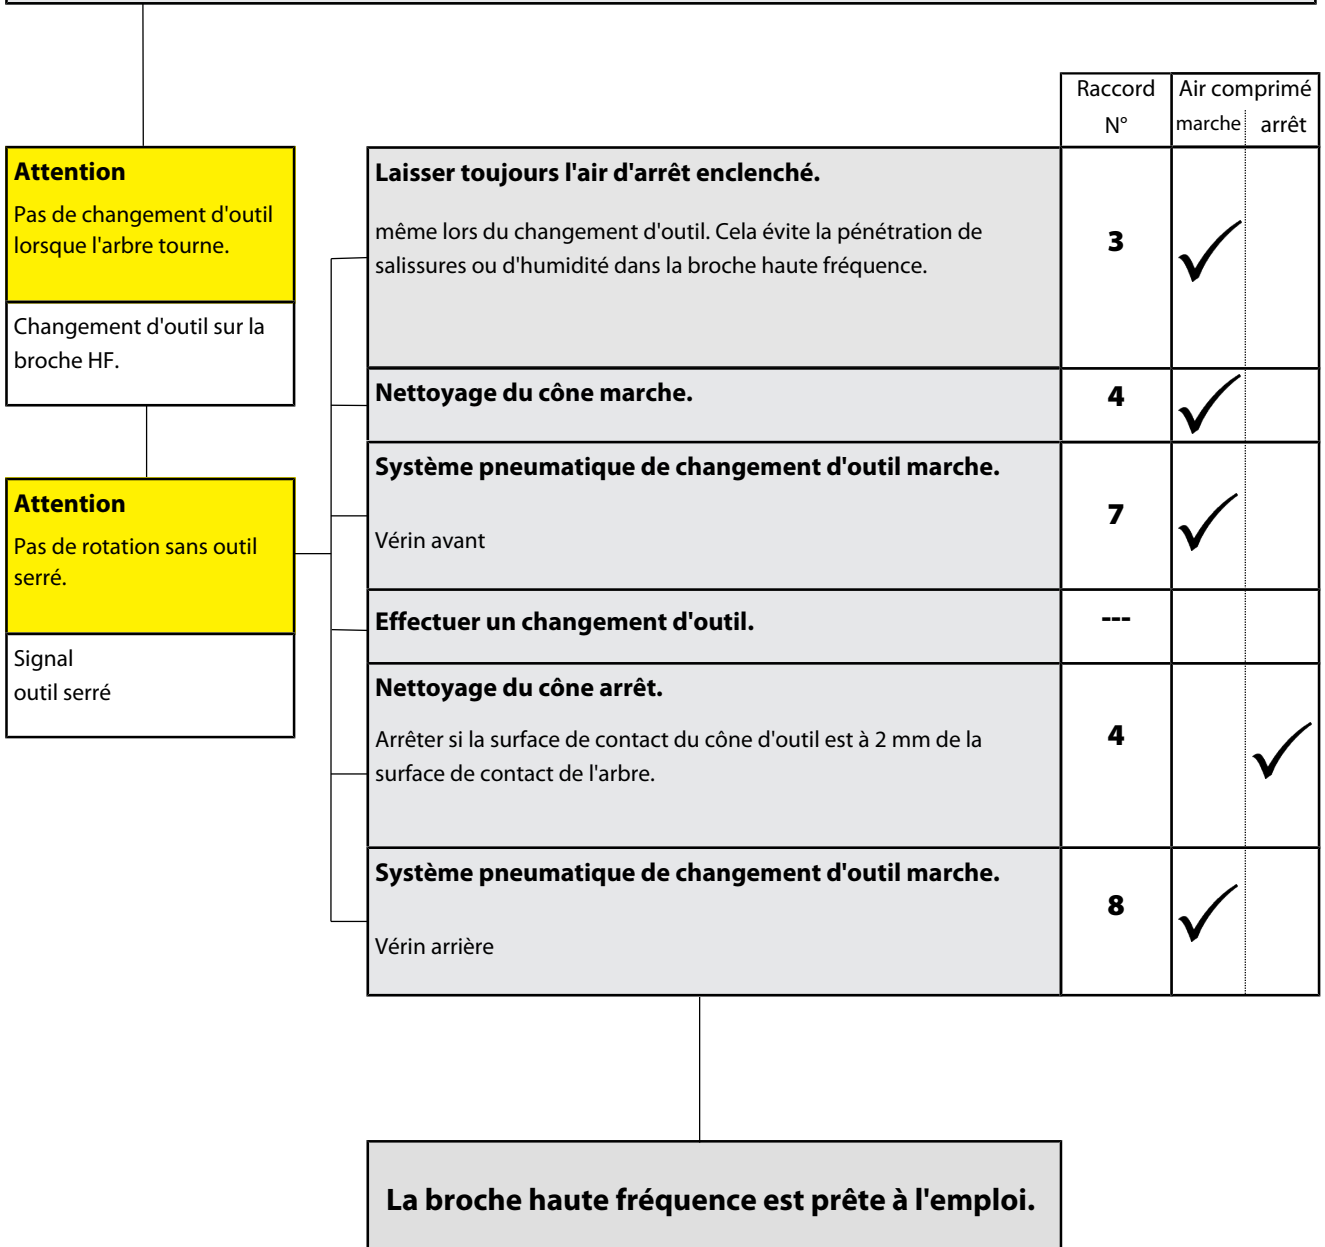 Raccord
N°
Air comprimé
marche
arrêt
Attention
Pas de changement d'outil
lorsque l'arbre tourne.
Changement d'outil sur la
broche HF.
Attention
Pas de rotation sans outil
serré.
Signal
outil serré
Laisser toujours l'air d'arrêt enclenché.
même lors du changement d'outil. Cela évite la pénétration de
salissures ou d'humidité dans la broche haute fréquence.
3
Nettoyage du cône marche.
4
Système pneumatique de changement d'outil marche.
Vérin avant
7
Effectuer un changement d'outil.
---
Nettoyage du cône arrêt.
Arrêter si la surface de contact du cône d'outil est à 2 mm de la
surface de contact de l'arbre.
4
Système pneumatique de changement d'outil marche.
Vérin arrière
8
La broche haute fréquence est prête à l'emploi.